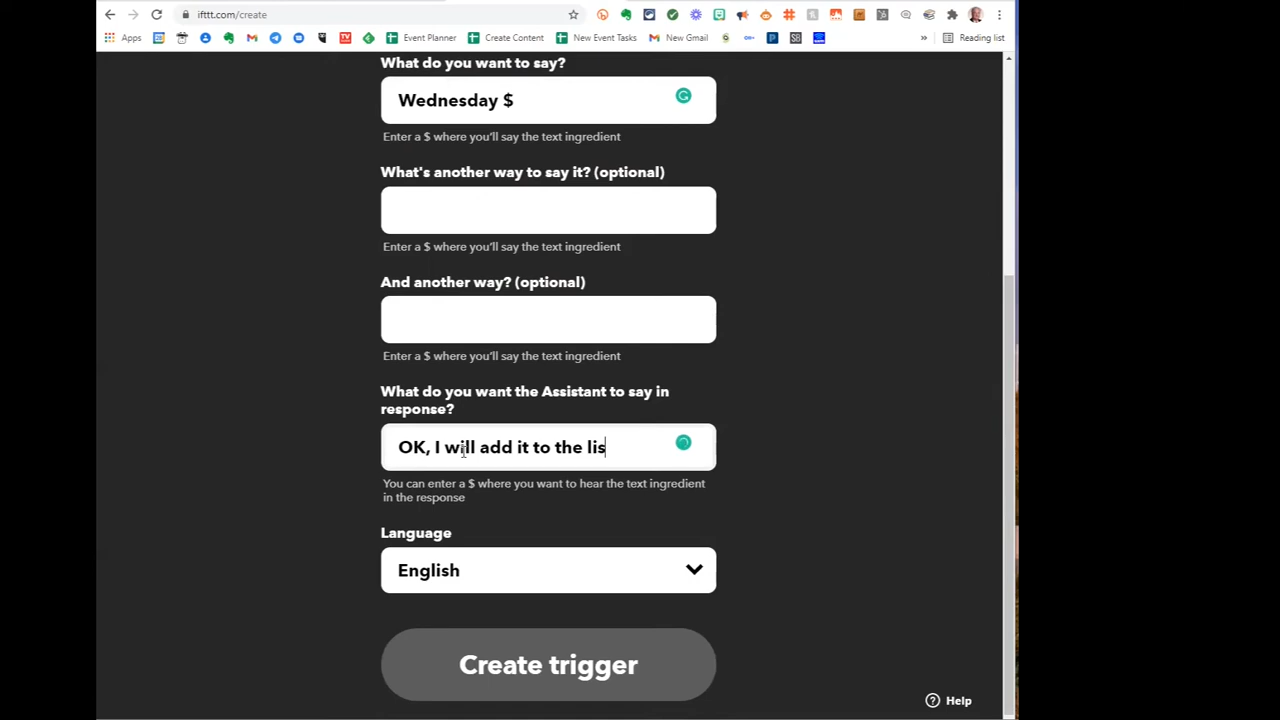 ifttt.com/create
Apps Event Planner Create Content New Event Tasks New Gmail » Reading list
What do you want to say?
Wednesday $
Enter a $ where you'll say the text ingredient
What's another way to say it? (optional)
Enter a $ where you'll say the text ingredient
And another way? (optional)
Enter a $ where you'll say the text ingredient
What do you want the Assistant to say in
response?
OK, I will add it to the lis
You can enter a $ where you want to hear the text ingredient
in the response
Language
English
Create trigger
Help